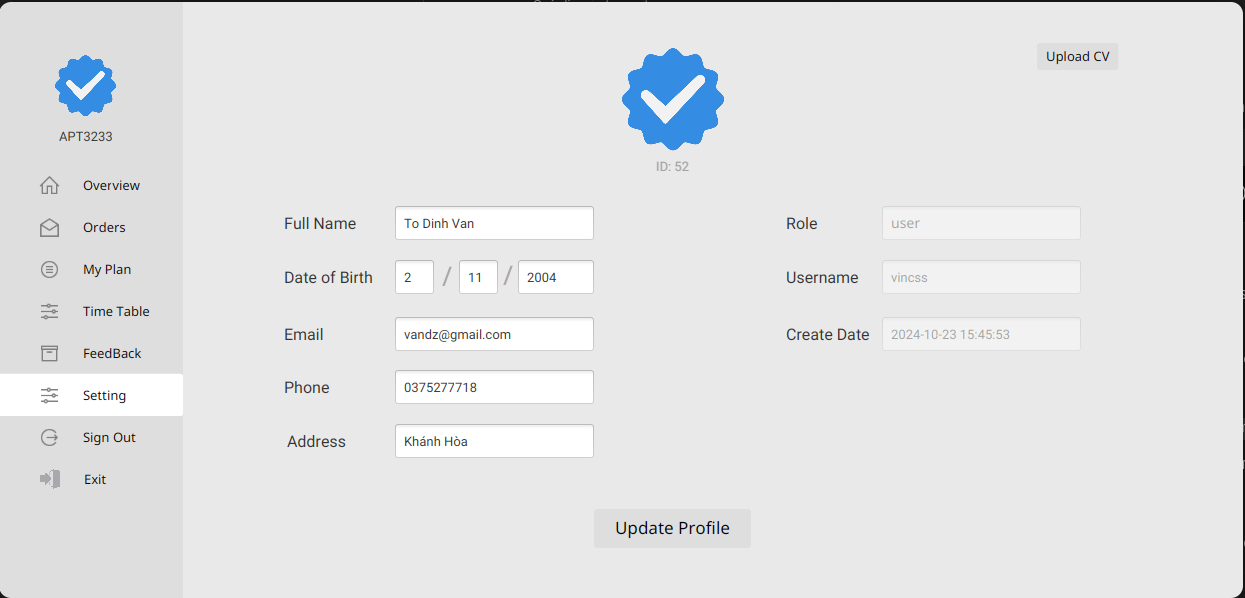 APT3233
Overview
Orders
My Plan
Time Table
FeedBack
Setting
Sign Out
Exit
Upload CV
ID: 52
Full Name To Dinh Van
Date of Birth 2 / 11 / 2004
Email vandz@gmail.com
Phone 0375277718
Address Khánh Hòa
Role user
Username vincss
Create Date 2024-10-23 15:45:53
Update Profile